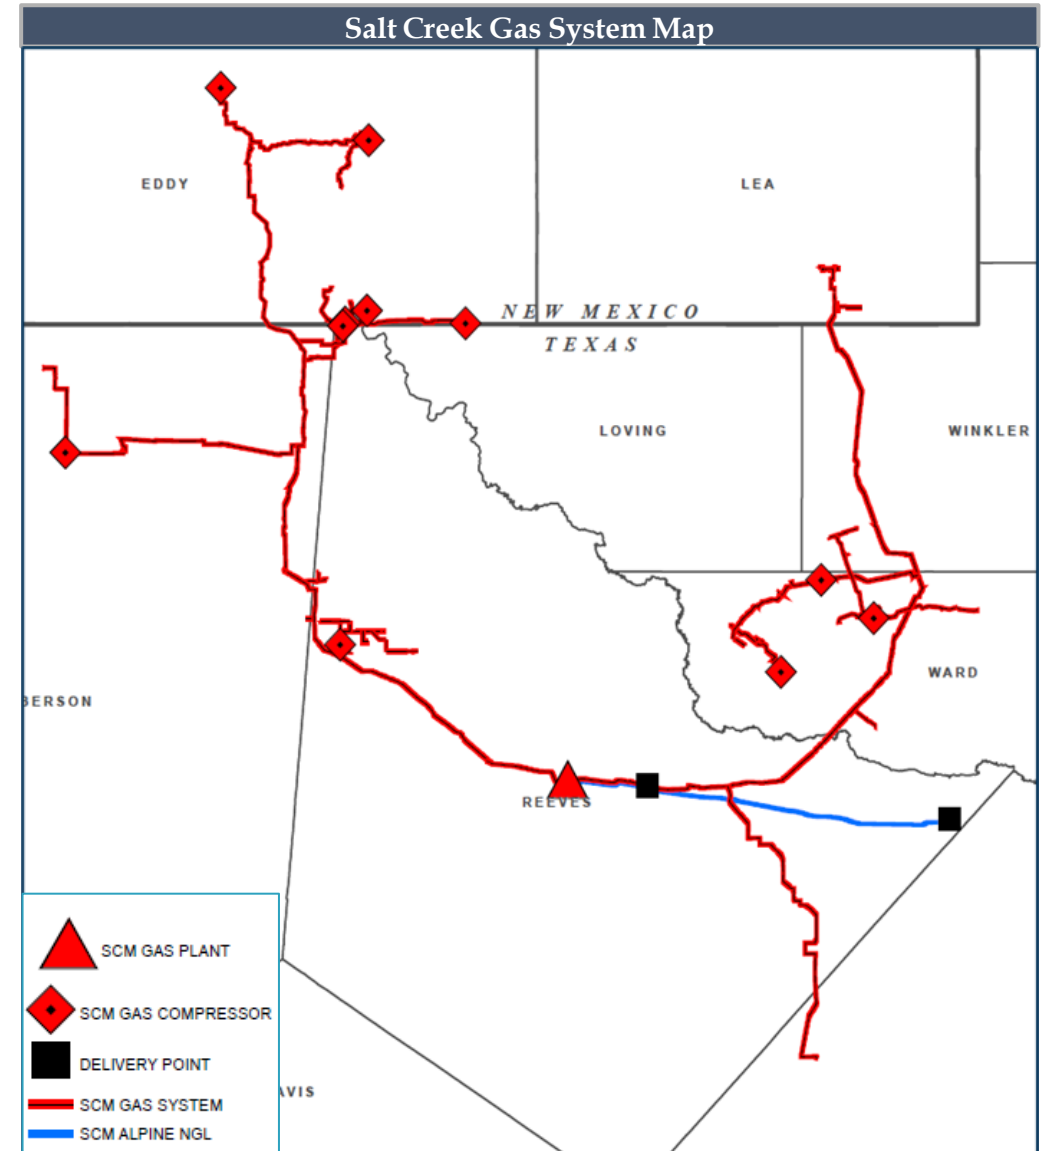 Salt Creek Gas System Map
EDDY
LEA
NEW MEXICO
TEXAS
LOVING
WINKLER
BERSON
WARD
REEVES
SCM GAS PLANT
SCM GAS COMPRESSOR
DELIVERY POINT
AVIS
SCM GAS SYSTEM
SCM ALPINE NGL